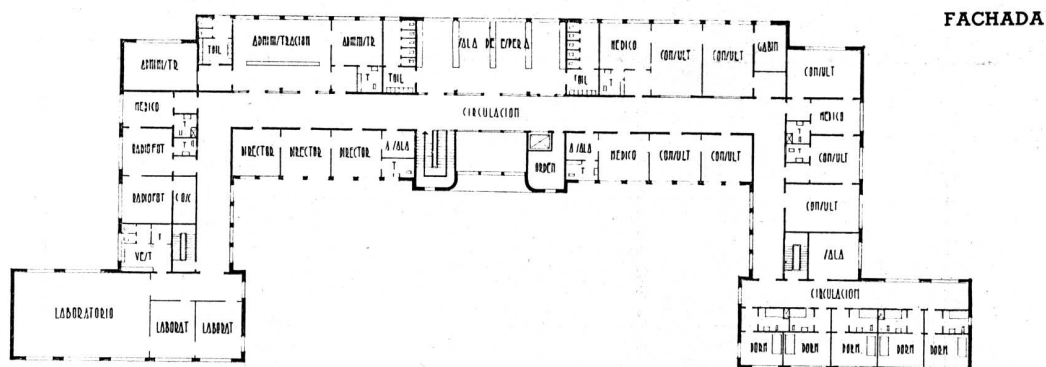 FACHADA
TOIL
ADMINISTRACION
ADMINISTR
SALA DE ESPERA
MEDICO
CONSULT
CONSULT
GABIN
ADMINISTR
T
TOIL
TOIL
T
CONSULT
MEDICO
CIRCULACION
MEDICO
T
T
T
T
RADIOFOT
DIRECTOR
DIRECTOR
DIRECTOR
A SALA
T
ORDEN
A SALA
T
MEDICO
CONSULT
CONSULT
CONSULT
RADIOFOT
C OSC
CONSULT
VEST
T
SALA
CIRCULACION
LABORATORIO
LABORAT
LABORAT
DORM
DORM
DORM
DORM
DORM